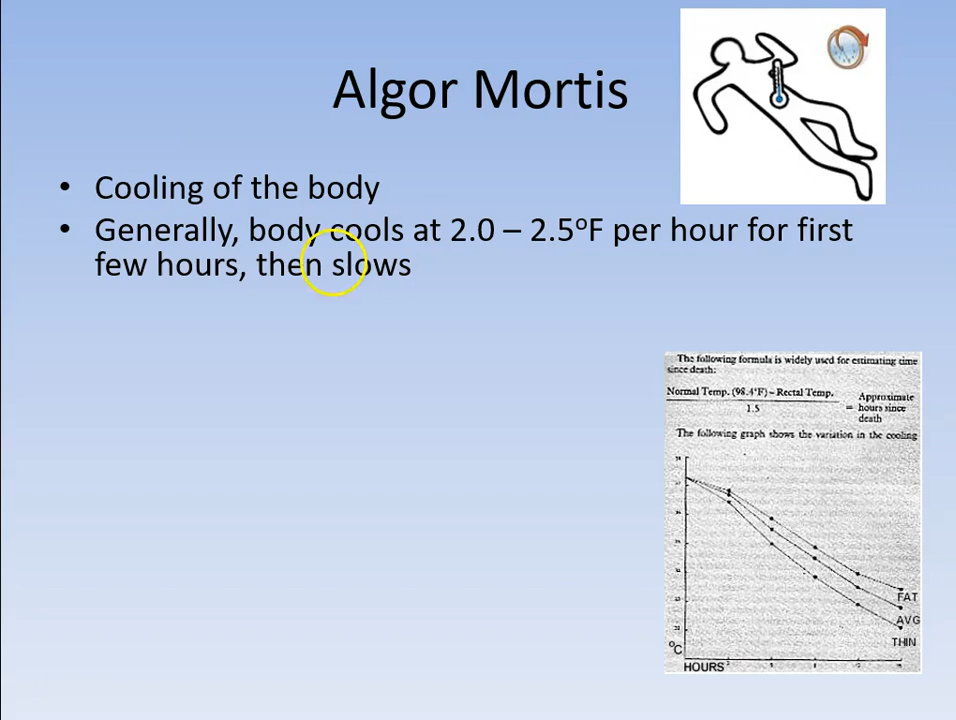 Algor Mortis
• Cooling of the body
• Generally, body cools at 2.0 – 2.5ºF per hour for first
few hours, then slows
The following formula is widely used for estimating time
since death:
Normal Temp. (98.4°F) – Rectal Temp.
1.5
= Approximate
hours since
death
The following graph shows the variation in the cooling
FAT
AVG
THIN
ºC
HOURS